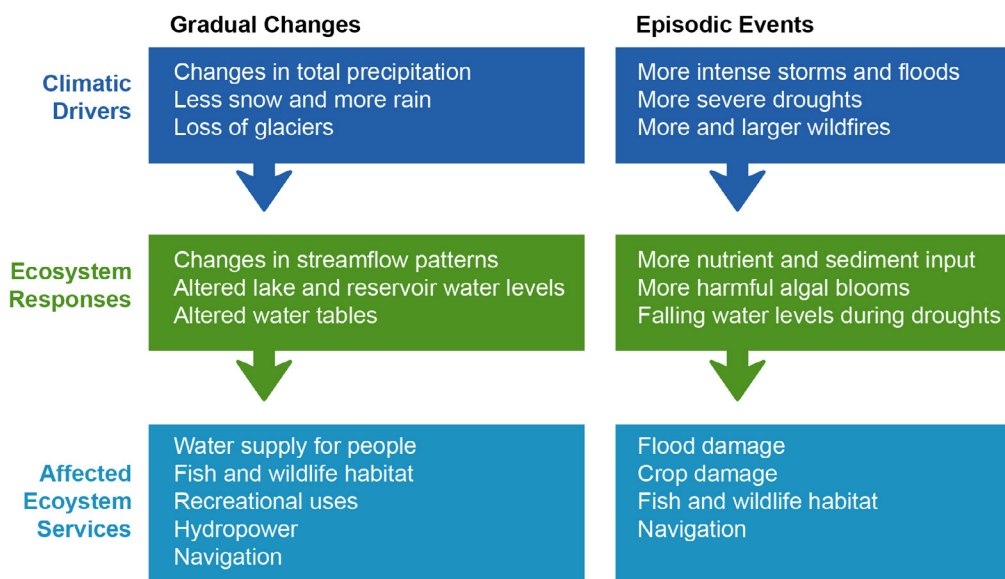 Gradual Changes
Episodic Events
Climatic
Drivers
Changes in total precipitation
Less snow and more rain
Loss of glaciers
More intense storms and floods
More severe droughts
More and larger wildfires
Ecosystem
Responses
Changes in streamflow patterns
Altered lake and reservoir water levels
Altered water tables
More nutrient and sediment input
More harmful algal blooms
Falling water levels during droughts
Affected
Ecoystem
Services
Water supply for people
Fish and wildlife habitat
Recreational uses
Hydropower
Navigation
Flood damage
Crop damage
Fish and wildlife habitat
Navigation